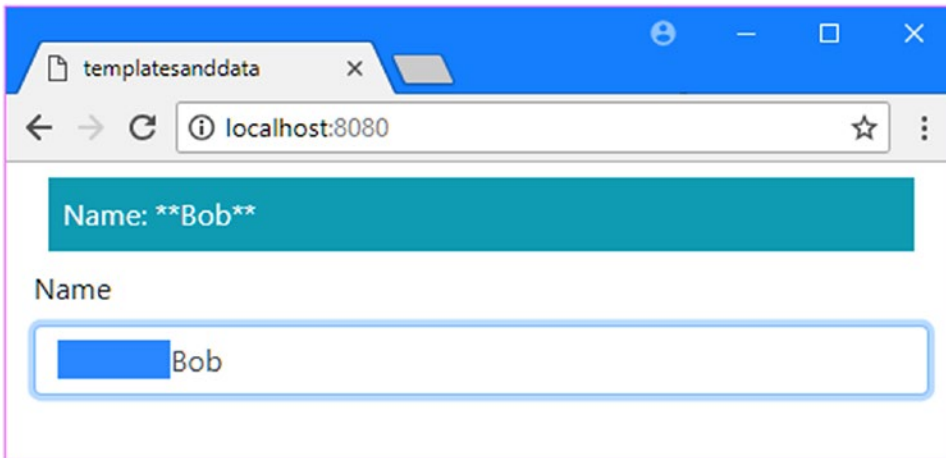 templatesanddata
localhost:8080
Name: **Bob**
Name
Bob